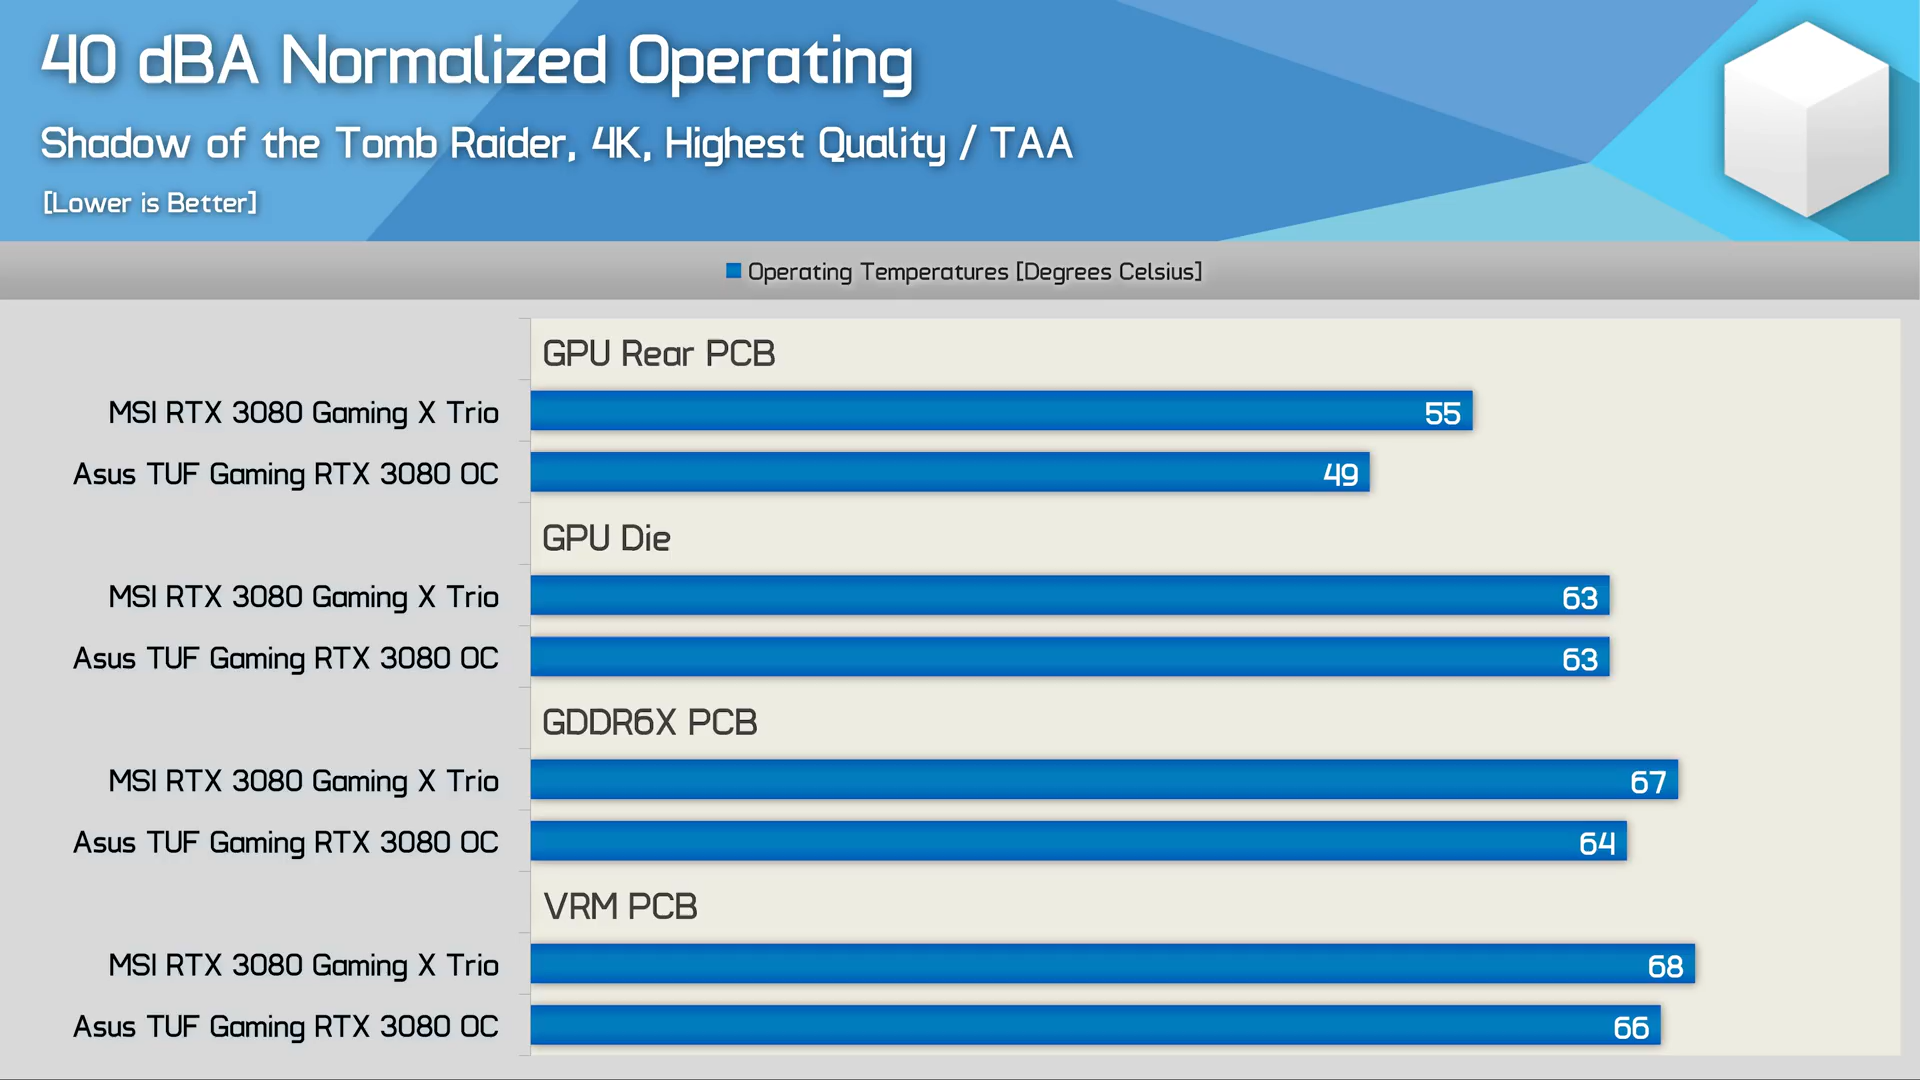 40 dBA Normalized Operating
Shadow of the Tomb Raider, 4K, Highest Quality / TAA
[Lower is Better]
Operating Temperatures [Degrees Celsius]
GPU Rear PCB
MSI RTX 3080 Gaming X Trio 55
Asus TUF Gaming RTX 3080 OC 49
GPU Die
MSI RTX 3080 Gaming X Trio 63
Asus TUF Gaming RTX 3080 OC 63
GDDR6X PCB
MSI RTX 3080 Gaming X Trio 67
Asus TUF Gaming RTX 3080 OC 64
VRM PCB
MSI RTX 3080 Gaming X Trio 68
Asus TUF Gaming RTX 3080 OC 66